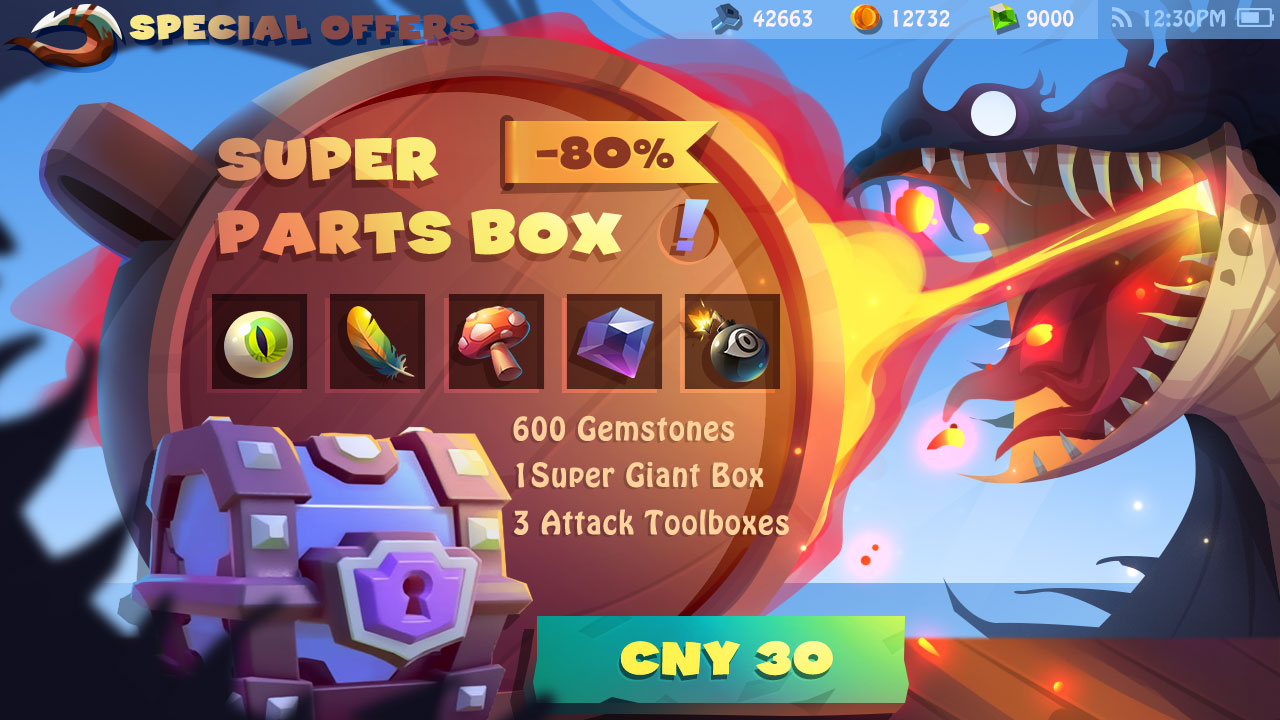 SPECIAL OFFERS
42663
12732
9000
12:30PM
SUPER
-80%
PARTS BOX
!
600 Gemstones
1Super Giant Box
3 Attack Toolboxes
CNY 30